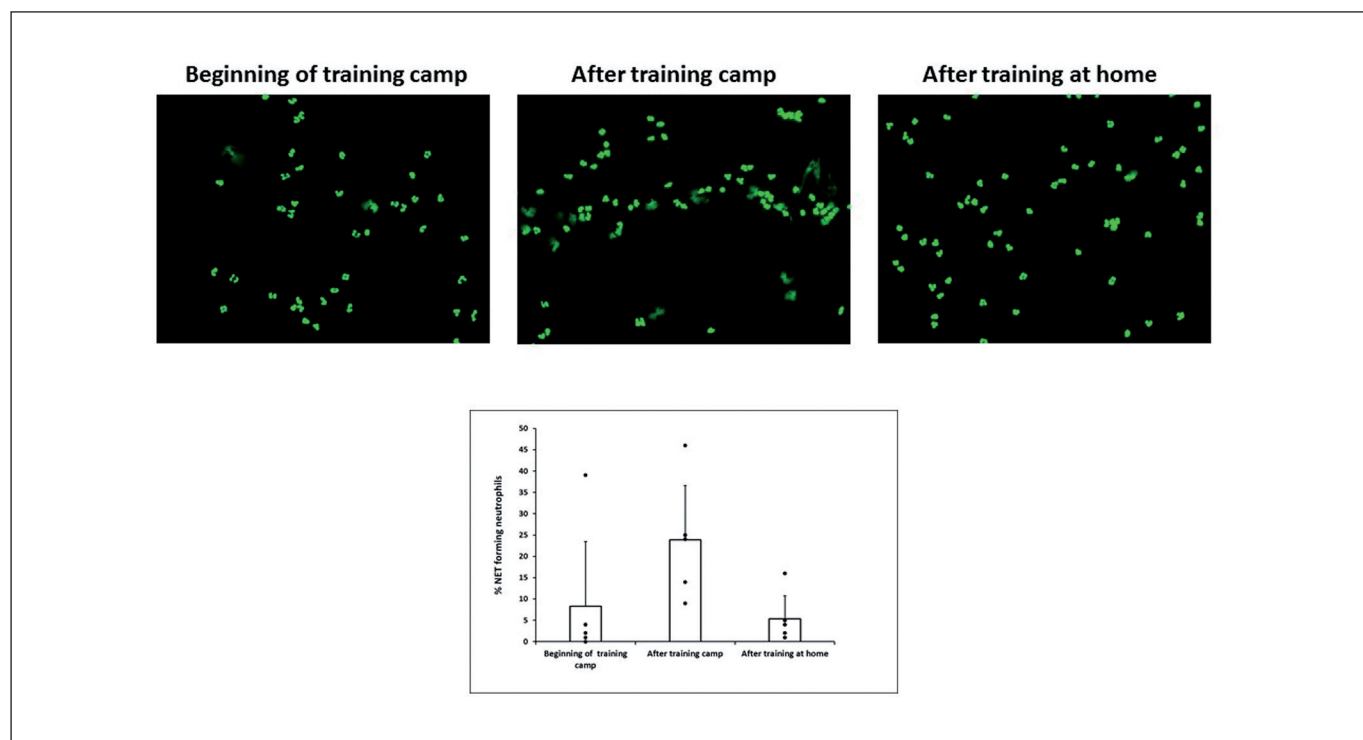 Beginning of training camp
After training camp
After training at home
% NET forming neutrophils
50
45
40
35
30
25
20
15
10
5
0
Beginning of training
camp
After training camp
After training at home